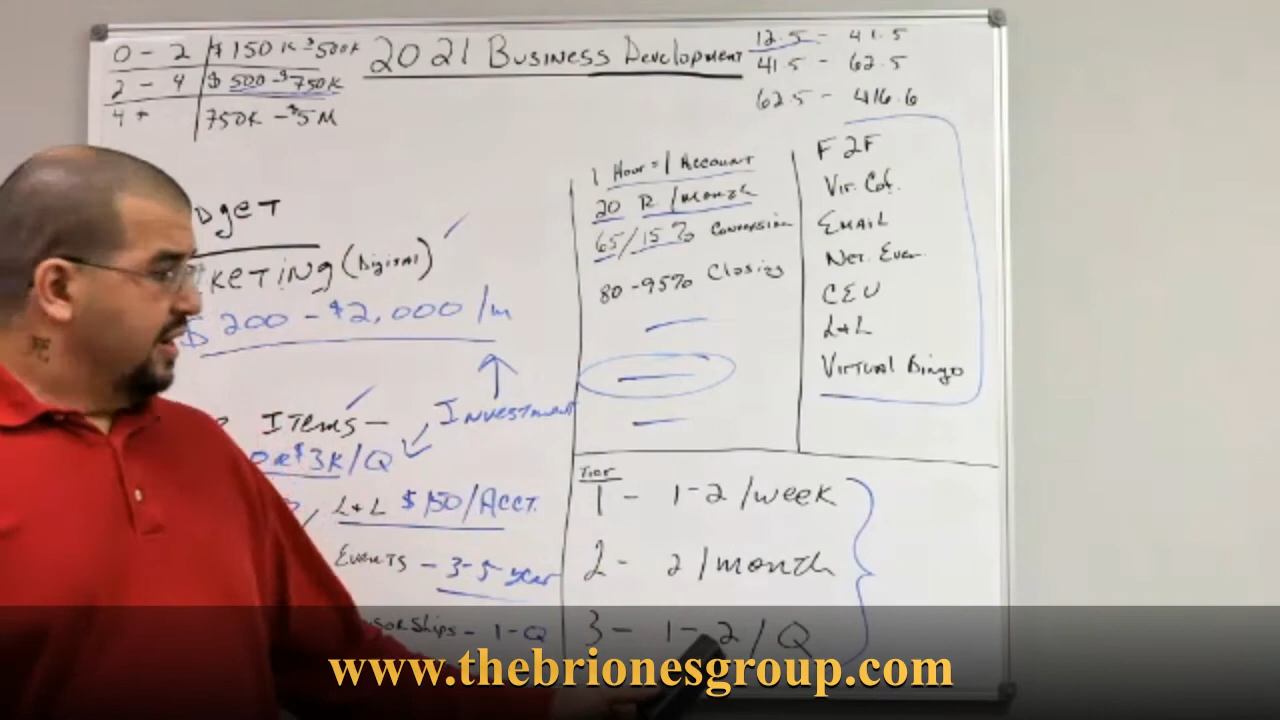 2021 Business Development
0 - 2 $150K-$500K
2 - 4 $500-$750K
4+ 750K-$5M
12.5 - 41.5
41.5 - 62.5
62.5 - 416.6
dget
keting (Digital)
$200 - $2,000 /m
Investment
Items -
$3K/Q
L+L $150/Acct.
Events - 3-5 year
sorships - 1-Q
1 Hour = 1 Account
20 R /month
65/15% Conversion
80-95% Closing
F2F
Vir. Cof.
Email
Net. Even.
CEU
L+L
Virtual Bingo
Tier
1 - 1-2 /week
2 - 2 /month
3 - 1-2 / Q
www.thebrionesgroup.com